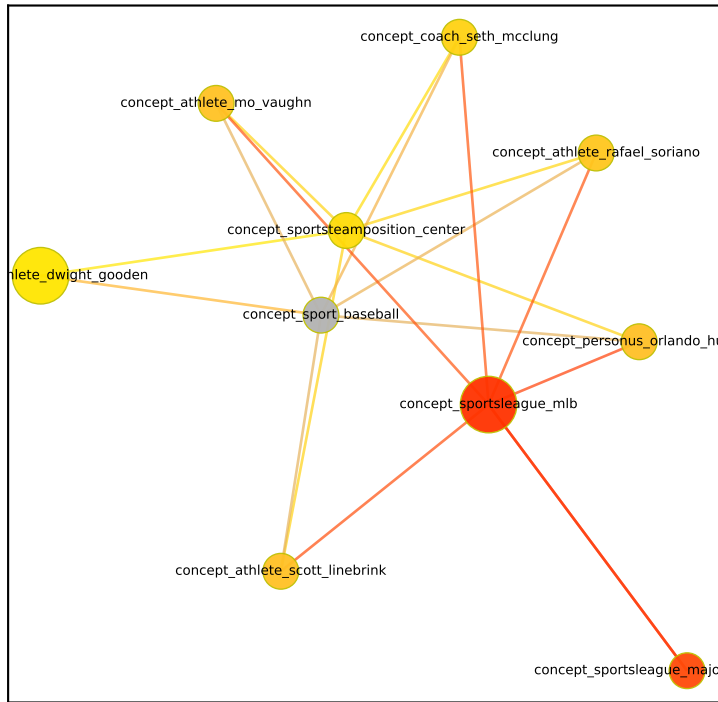 concept_coach_seth_mcclung
concept_athlete_mo_vaughn
concept_athlete_rafael_soriano
concept_sportsteamposition_center
hlete_dwight_gooden
concept_sport_baseball
concept_personus_orlando_hu
concept_sportsleague_mlb
concept_athlete_scott_linebrink
concept_sportsleague_majo